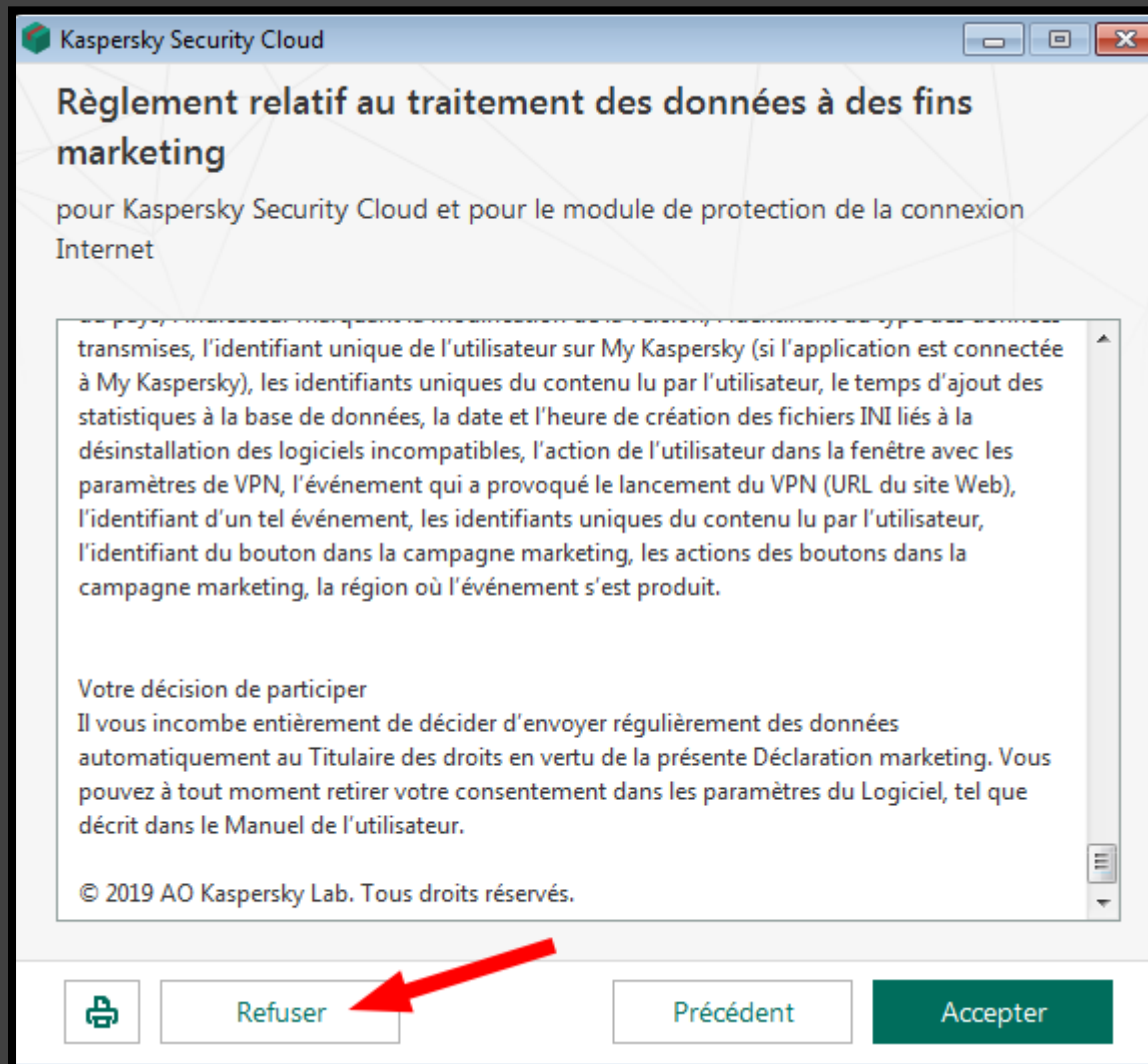 Kaspersky Security Cloud
Règlement relatif au traitement des données à des fins
marketing
pour Kaspersky Security Cloud et pour le module de protection de la connexion
Internet
transmises, l'identifiant unique de l'utilisateur sur My Kaspersky (si l'application est connectée
à My Kaspersky), les identifiants uniques du contenu lu par l'utilisateur, le temps d'ajout des
statistiques à la base de données, la date et l'heure de création des fichiers INI liés à la
désinstallation des logiciels incompatibles, l'action de l'utilisateur dans la fenêtre avec les
paramètres de VPN, l'événement qui a provoqué le lancement du VPN (URL du site Web),
l'identifiant d'un tel événement, les identifiants uniques du contenu lu par l'utilisateur,
l'identifiant du bouton dans la campagne marketing, les actions des boutons dans la
campagne marketing, la région où l'événement s'est produit.
Votre décision de participer
Il vous incombe entièrement de décider d'envoyer régulièrement des données
automatiquement au Titulaire des droits en vertu de la présente Déclaration marketing. Vous
pouvez à tout moment retirer votre consentement dans les paramètres du Logiciel, tel que
décrit dans le Manuel de l'utilisateur.
© 2019 AO Kaspersky Lab. Tous droits réservés.
Refuser
Précédent
Accepter